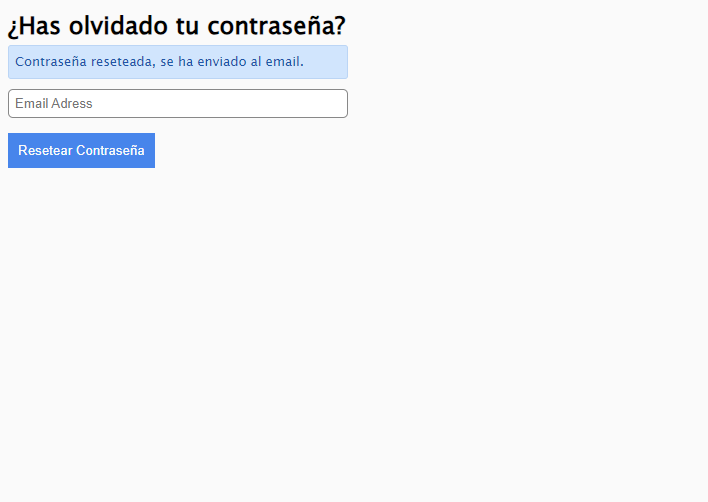 ¿Has olvidado tu contraseña?
Contraseña reseteada, se ha enviado al email.
Email Adress
Resetear Contraseña